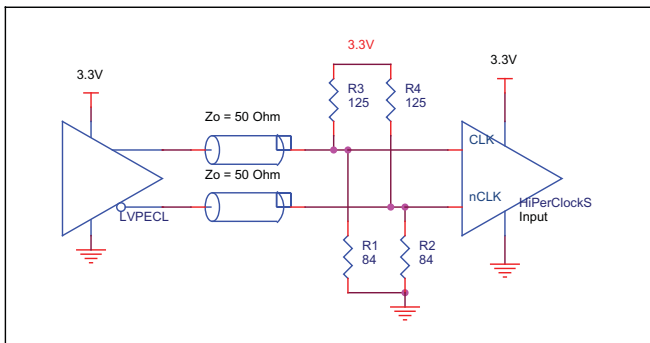 3.3V
3.3V
3.3V
R3
125
R4
125
Zo = 50 Ohm
CLK
Zo = 50 Ohm
nCLK
LVPECL
HiPerClockS
Input
R1
84
R2
84